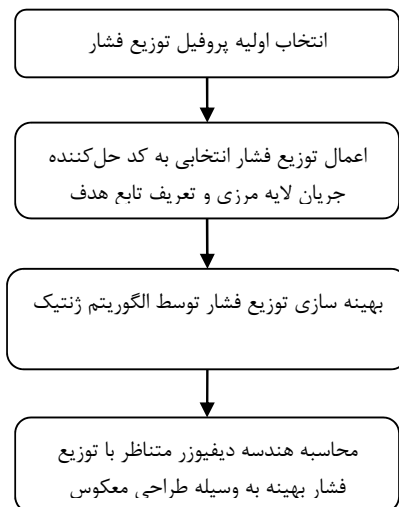 انتخاب اولیه پروفیل توزیع فشار
اعمال توزیع فشار انتخابی به کد حل‌کننده
جریان لایه مرزی و تعریف تابع هدف
بهینه سازی توزیع فشار توسط الگوریتم ژنتیک
محاسبه هندسه دیفیوزر متناظر با توزیع
فشار بهینه به وسیله طراحی معکوس